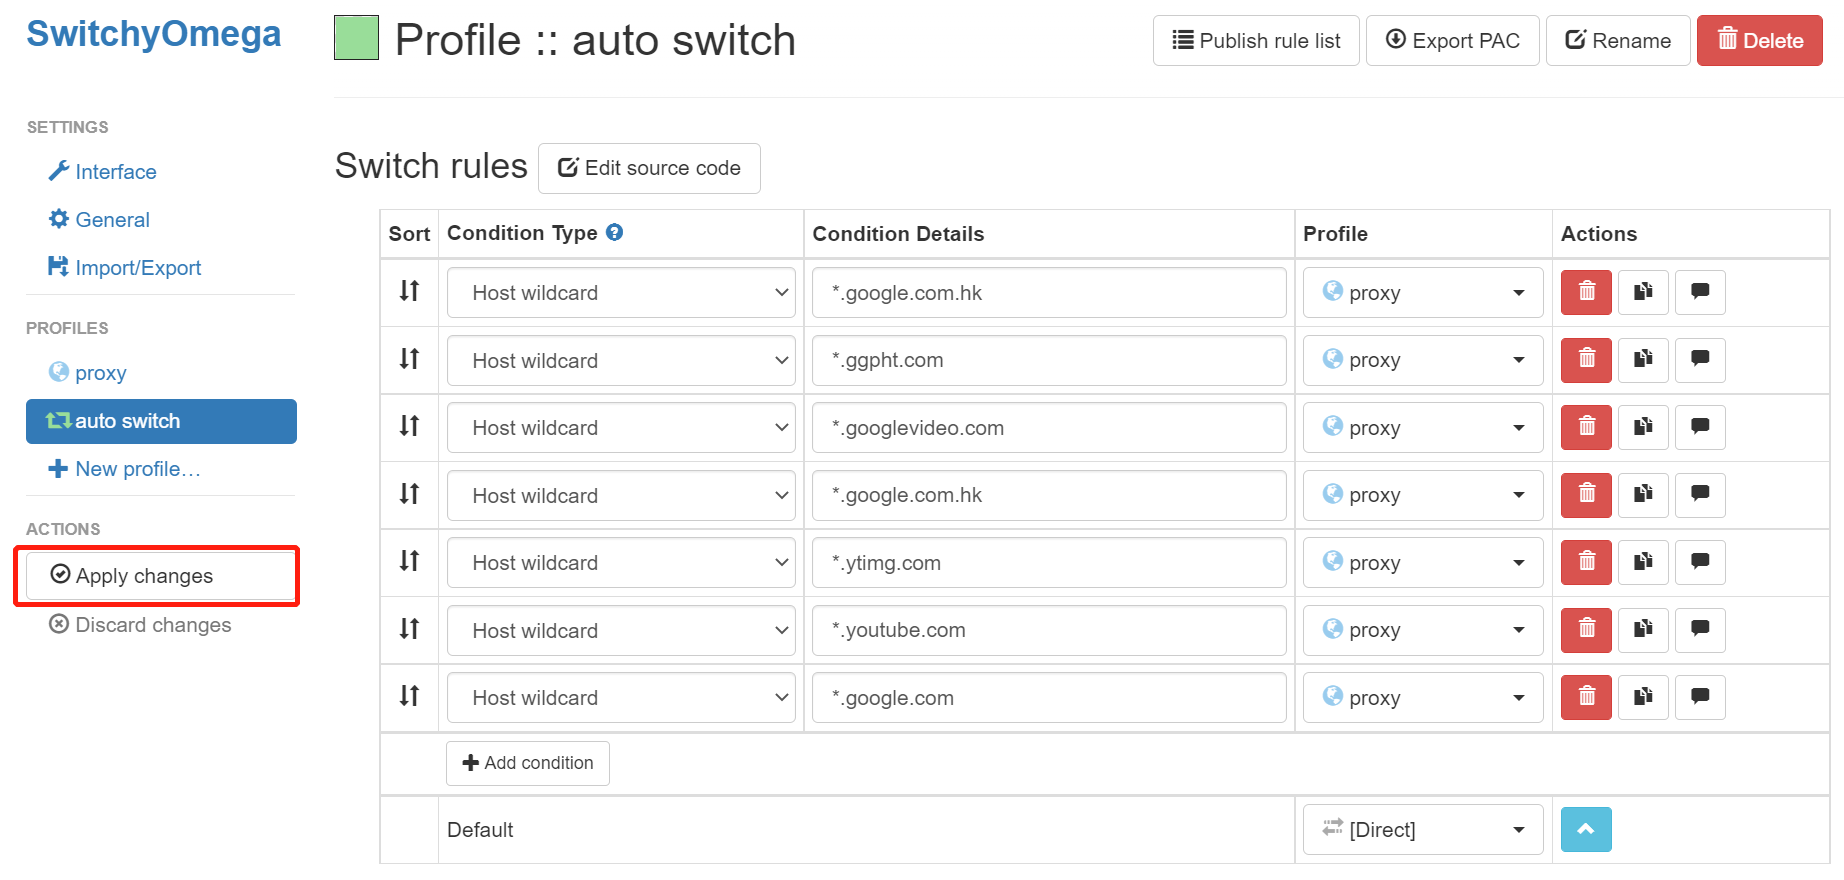 SwitchyOmega
SETTINGS
Interface
General
Import/Export
PROFILES
proxy
auto switch
New profile…
ACTIONS
Apply changes
Discard changes
Profile :: auto switch
Publish rule list
Export PAC
Rename
Delete
Switch rules
Edit source code
Sort Condition Type Condition Details Profile Actions
Host wildcard *.google.com.hk proxy
Host wildcard *.ggpht.com proxy
Host wildcard *.googlevideo.com proxy
Host wildcard *.google.com.hk proxy
Host wildcard *.ytimg.com proxy
Host wildcard *.youtube.com proxy
Host wildcard *.google.com proxy
Add condition
Default [Direct]